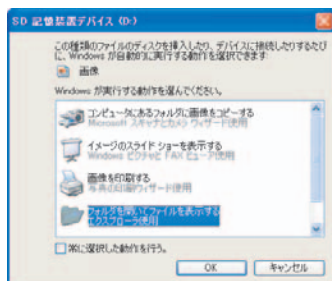 SD 記憶装置デバイス (D:)
この種類のファイルのディスクを挿入したり、デバイスに接続したりするたび
に、Windows が自動的に実行する動作を選択できます:
画像
Windows が実行する動作を選んでください。
コンピュータにあるフォルダに画像をコピーする
Microsoft スキャナとカメラ ウィザード使用
イメージのスライド ショーを表示する
Windows ピクチャと FAX ビューア使用
画像を印刷する
写真の印刷ウィザード使用
フォルダを開いてファイルを表示する
エクスプローラ使用
常に選択した動作を行う。
OK
キャンセル